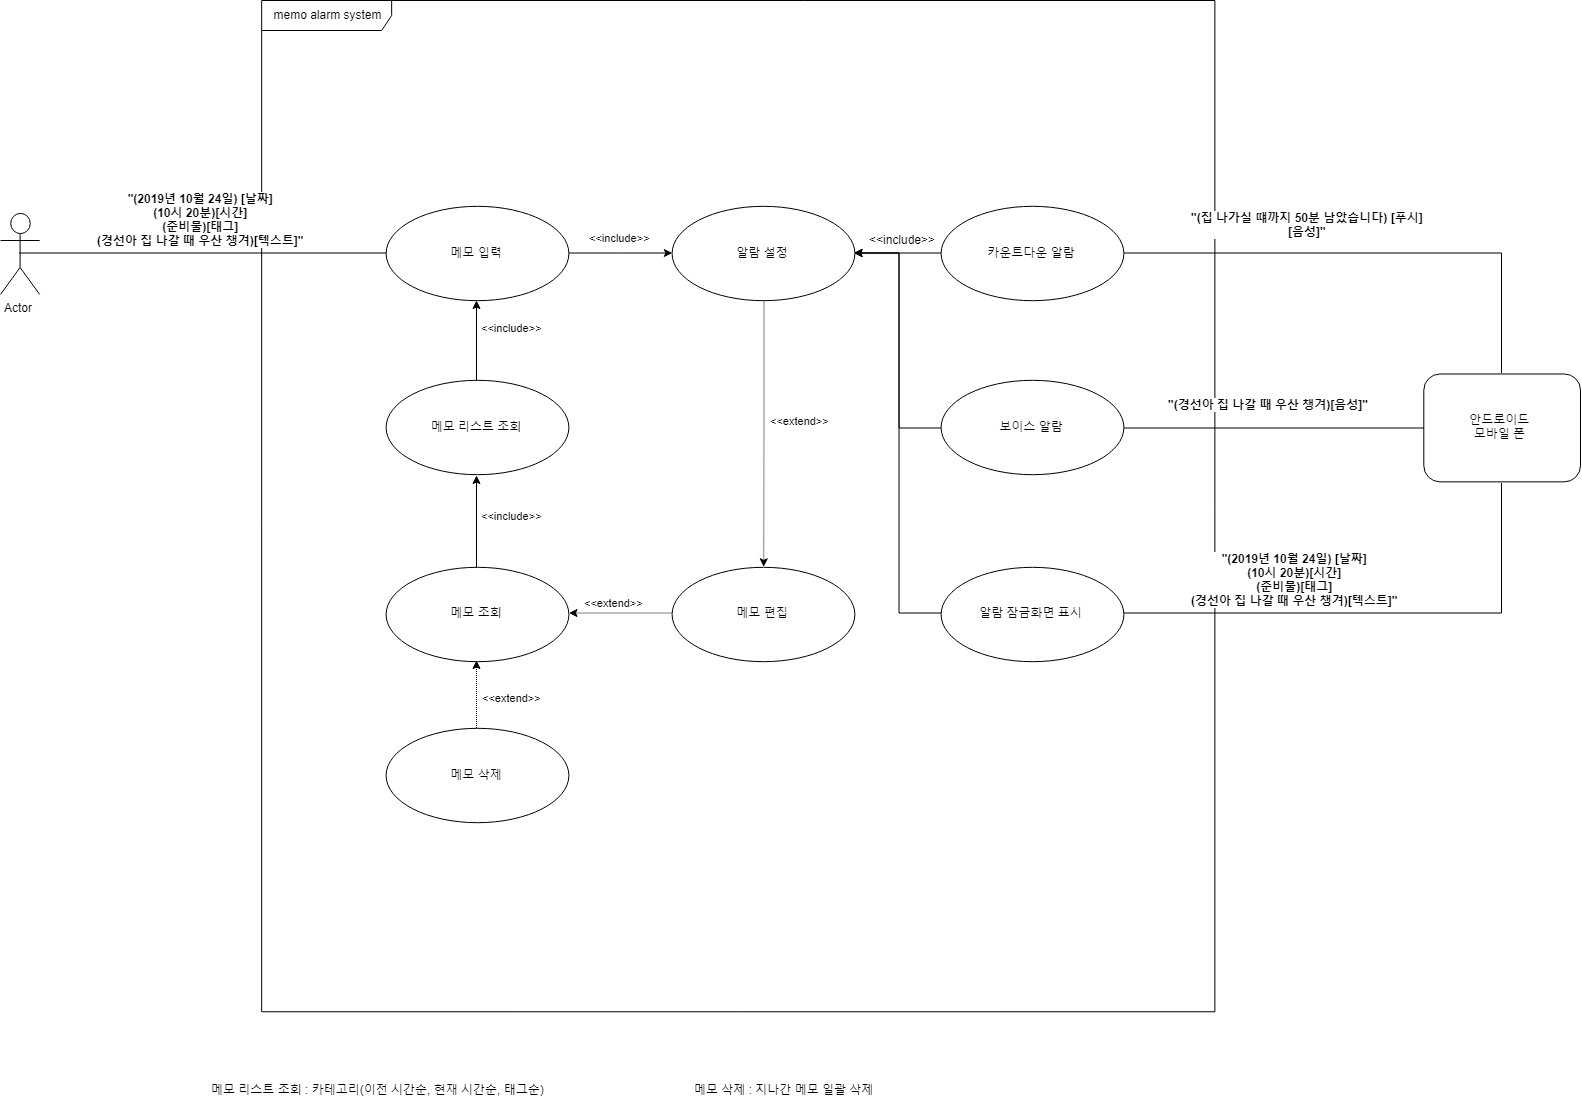 memo alarm system
"(2019년 10월 24일) [날짜]
(10시 20분)[시간]
(준비물)[태그]
(경선아 집 나갈 때 우산 챙겨)[텍스트]"
Actor
메모 입력
<<include>>
알람 설정
<<include>>
카운트다운 알람
"(집 나가실 때까지 50분 남았습니다) [푸시]
[음성]"
<<include>>
메모 리스트 조회
<<extend>>
보이스 알람
"(경선아 집 나갈 때 우산 챙겨)[음성]"
안드로이드
모바일 폰
<<include>>
"(2019년 10월 24일) [날짜]
(10시 20분)[시간]
(준비물)[태그]
(경선아 집 나갈 때 우산 챙겨)[텍스트]"
메모 조회
<<extend>>
메모 편집
알람 잠금화면 표시
<<extend>>
메모 삭제
메모 리스트 조회 : 카테고리(이전 시간순, 현재 시간순, 태그순)
메모 삭제 : 지나간 메모 일괄 삭제